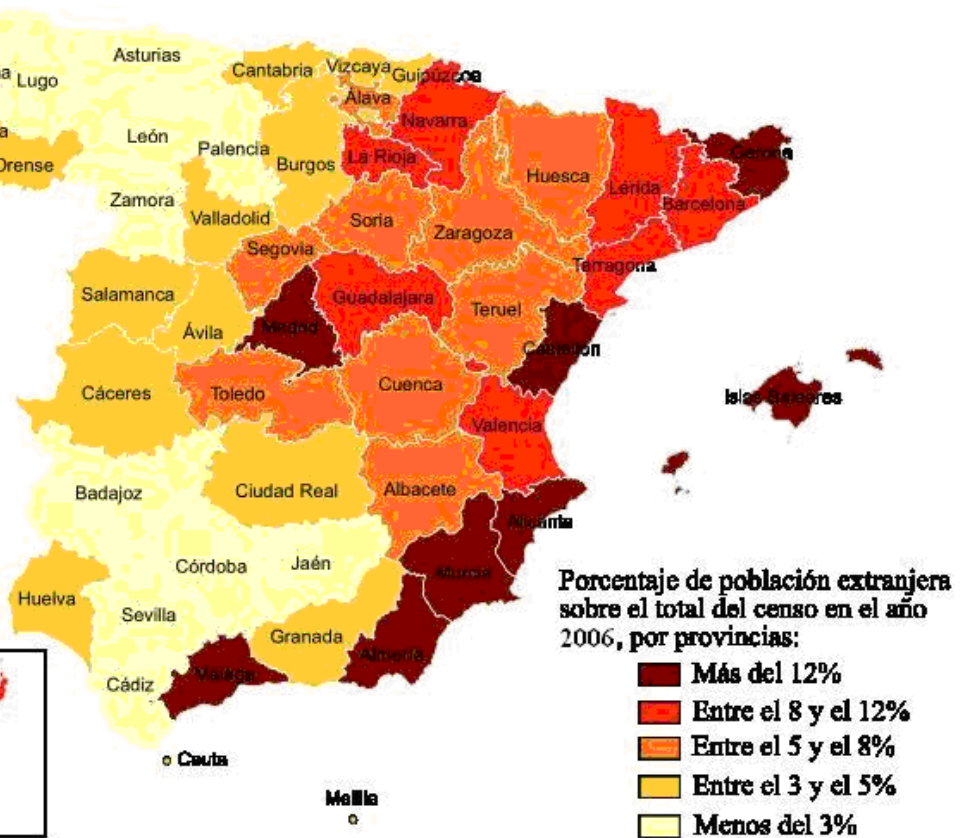 Asturias
Cantabria
Vizcaya
Guipúzcoa
Lugo
Álava
Navarra
León
Palencia
Burgos
La Rioja
Gerona
Orense
Huesca
Lérida
Barcelona
Zamora
Valladolid
Soria
Zaragoza
Segovia
Tarragona
Salamanca
Guadalajara
Teruel
Ávila
Madrid
Castellón
Cáceres
Toledo
Cuenca
Islas Baleares
Valencia
Badajoz
Ciudad Real
Albacete
Alicante
Córdoba
Jaén
Murcia
Huelva
Sevilla
Granada
Almería
Málaga
Cádiz
Ceuta
Melilla
Porcentaje de población extranjera
sobre el total del censo en el año
2006, por provincias:
Más del 12%
Entre el 8 y el 12%
Entre el 5 y el 8%
Entre el 3 y el 5%
Menos del 3%